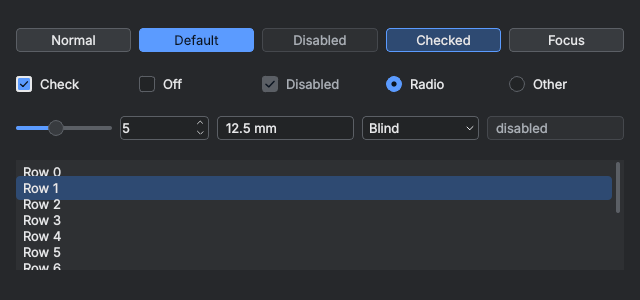 Normal Default Disabled Checked Focus
Check Off Disabled Radio Other
5 12.5 mm Blind disabled
Row 0
Row 1
Row 2
Row 3
Row 4
Row 5
Row 6